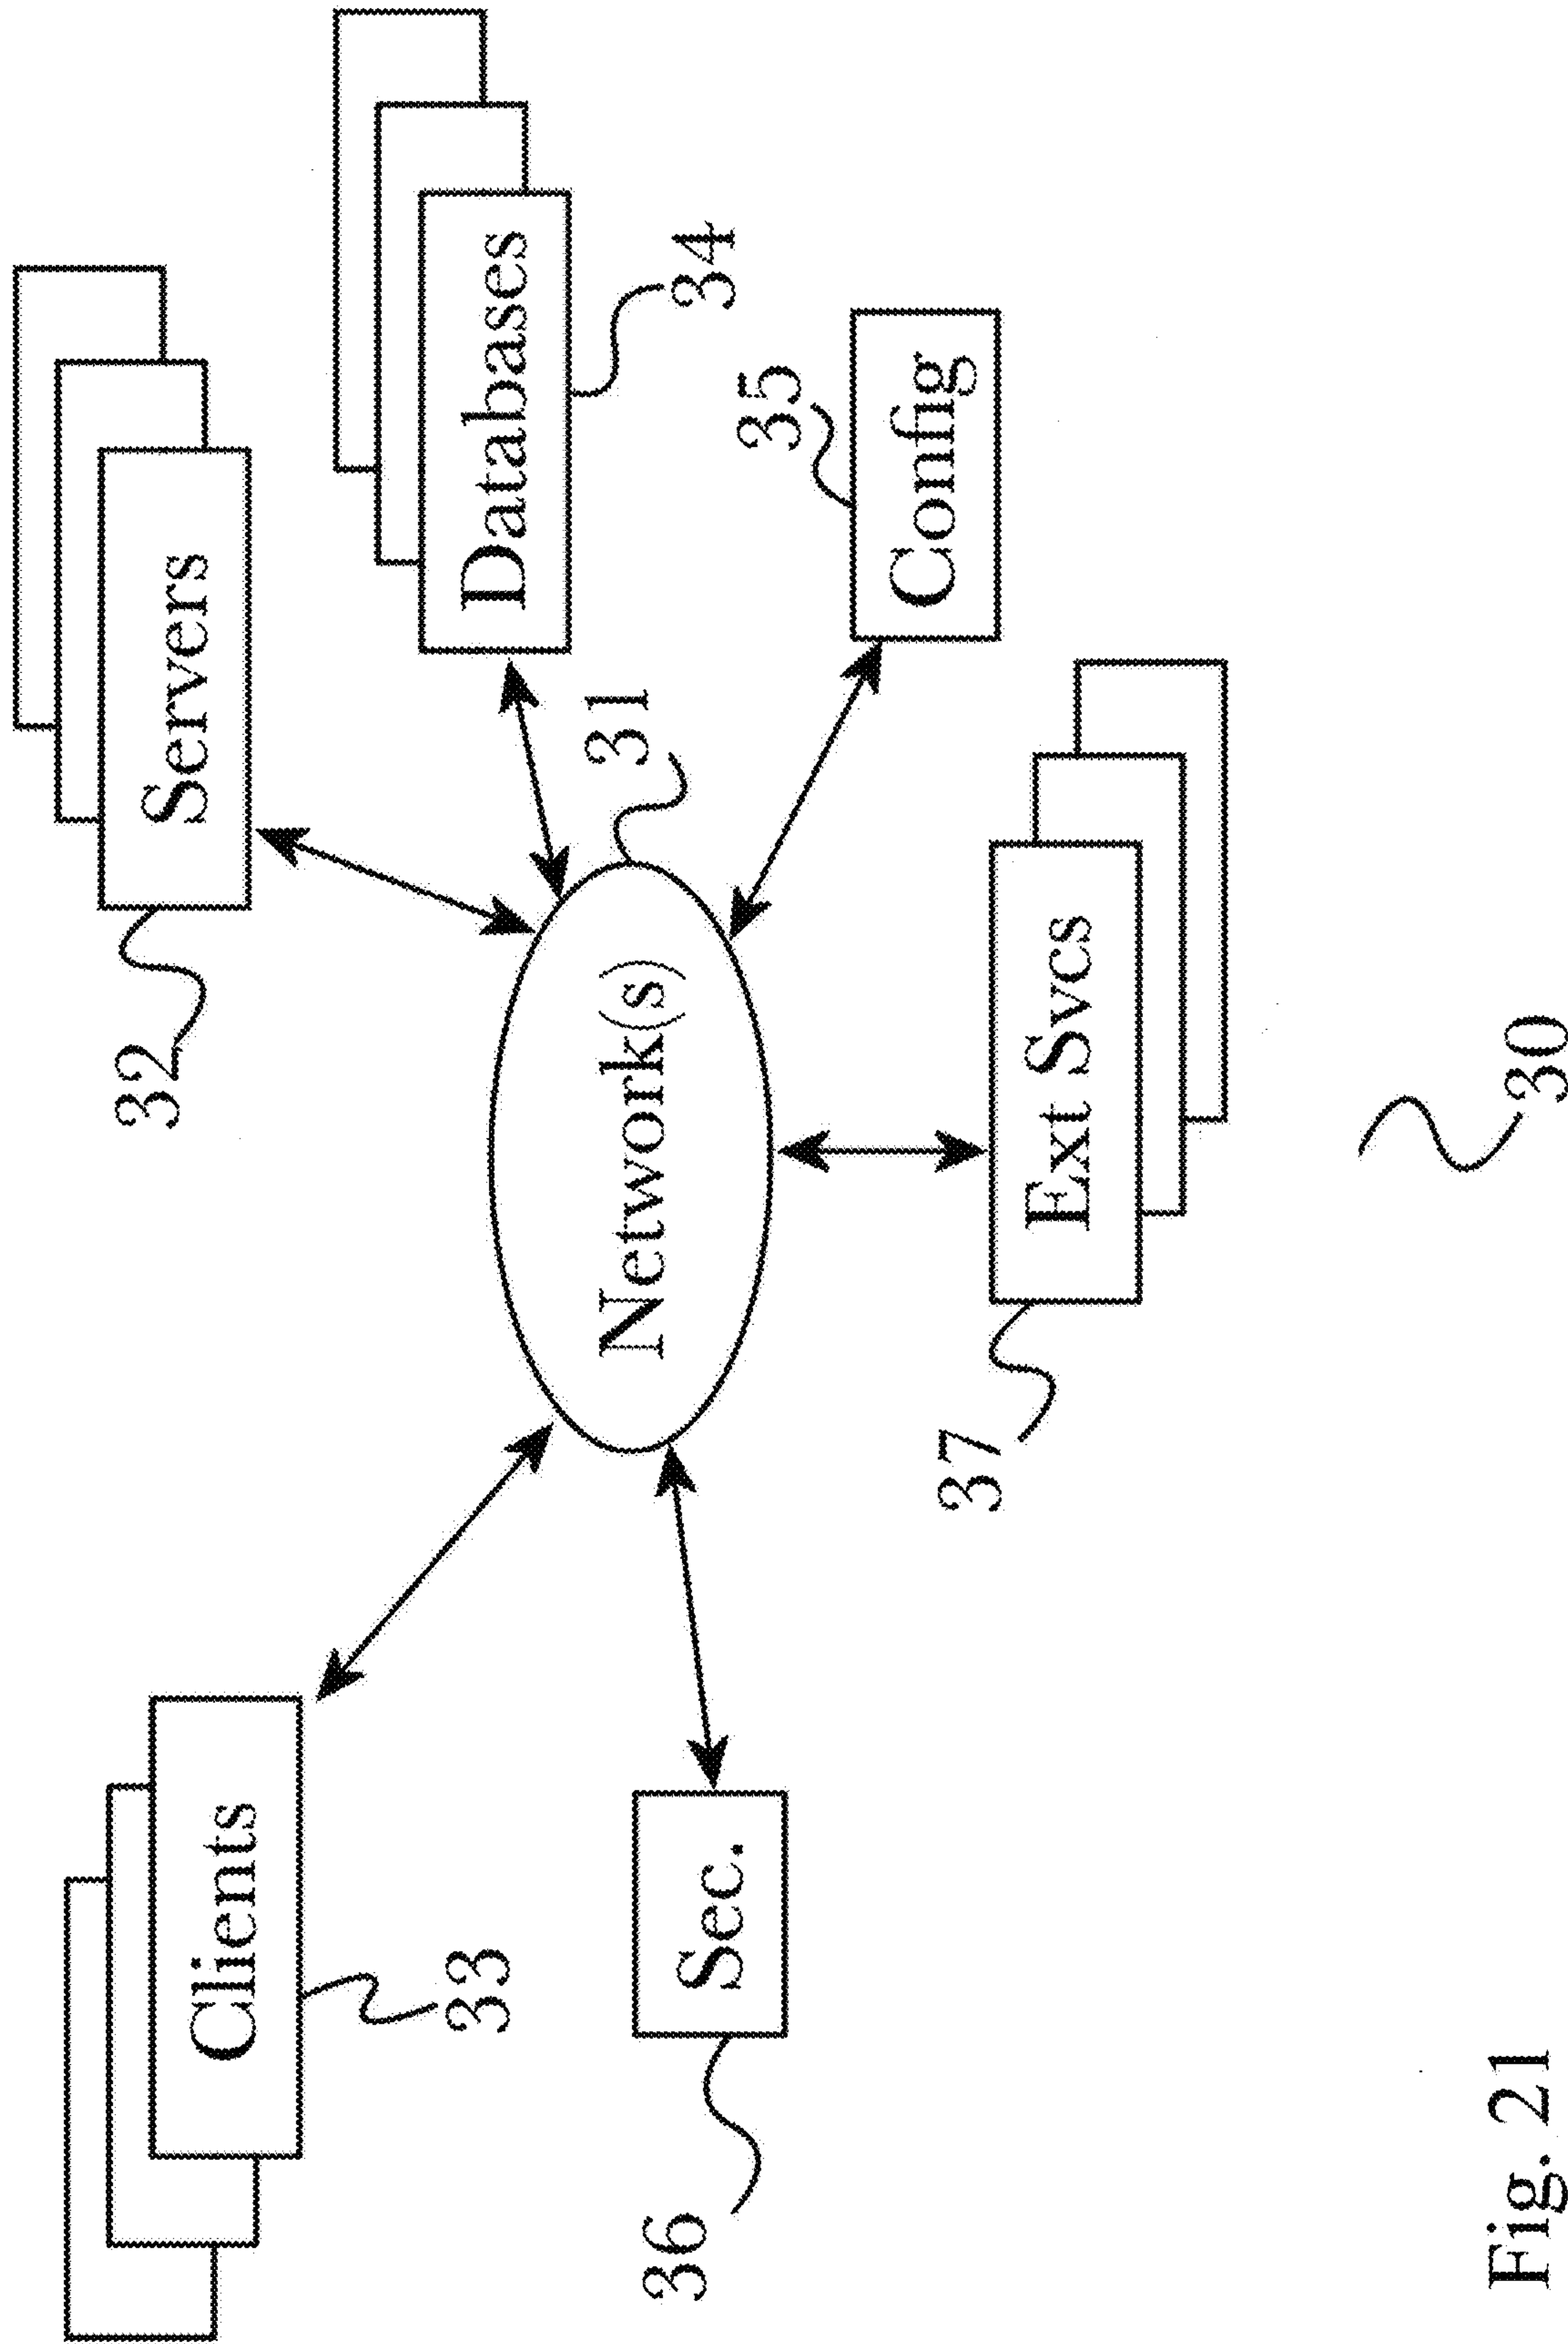 32
Servers
Clients
33
Databases
34
31
Network(s)
36
Sec.
35
Config
37
Ext Svcs
30
Fig. 21